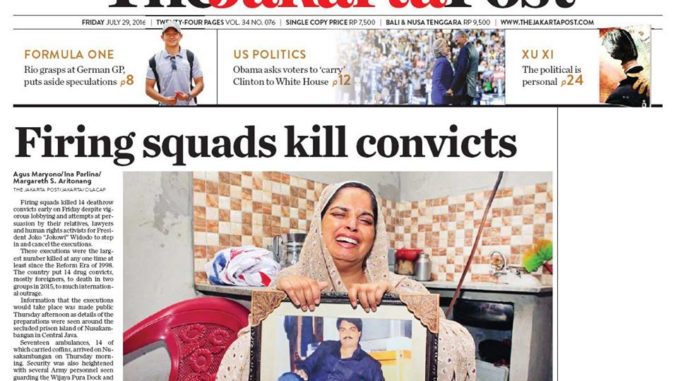 The Jakarta Post
FRIDAY JULY 29, 2016 | TWENTY-FOUR PAGES VOL. 34 NO. 076 | SINGLE COPY PRICE RP 7,500 | BALI & NUSA TENGGARA RP 9,500 | WWW.THEJAKARTAPOST.COM
FORMULA ONE
Rio grasps at German GP,
puts aside speculations p8
US POLITICS
Obama asks voters to ‘carry’
Clinton to White House p12
XU XI
The political is
personal p24
Firing squads kill convicts
Agus Maryono/Ina Parlina/
Margareth S. Aritonang
THE JAKARTA POST/JAKARTA/CILACAP
Firing squads killed 14 deathrow
convicts early on Friday despite vig-
orous lobbying and attempts at per-
suasion by their relatives, lawyers
and human rights activists for Presi-
dent Joko “Jokowi” Widodo to step
in and cancel the executions.
These executions were the larg-
est number killed at any one time at
least since the Reform Era of 1998.
The country put 14 drug convicts,
mostly foreigners, to death in two
groups in 2015, to much internation-
al outrage.
Information that the executions
would take place was made public
Thursday afternoon as details of the
preparations were seen around the
secluded prison island of Nusakam-
bangan in Central Java.
Seventeen ambulances, 14 of
which carried coffins, arrived on Nu-
sakambangan on Thursday morn-
ing. Security was also heightened
with several Army personnel seen
guarding the Wijaya Pura Dock and